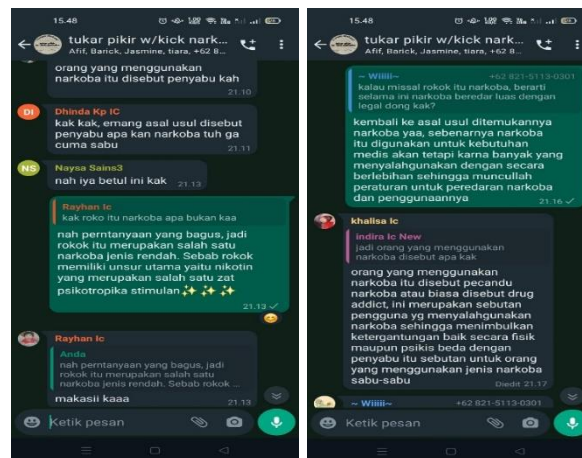 15.48
tukar pikir w/kick nark...
Afif, Barick, Jasmine, tiara, +62 8...
orang yang menggunakan
narkoba itu disebut penyabu kah
21.10
DI
Dhinda Kp IC
kak kak, emang asal usul disebut
penyabu apa kan narkoba tuh ga
cuma sabu
21.11
NS
Naysa Sains3
nah iya betul ini kak
21.13
Rayhan Ic
kak roko itu narkoba apa bukan kaa
nah perntanyaan yang bagus, jadi
rokok itu merupakan salah satu
narkoba jenis rendah. Sebab rokok
memiliki unsur utama yaitu nikotin
yang merupakan salah satu zat
psikotropika stimulan ✨ ✨ ✨
21.13
Rayhan Ic
Anda
nah perntanyaan yang bagus, jadi
rokok itu merupakan salah satu
narkoba jenis rendah. Sebab rokok ...
makasii kaaa
21.13
Ketik pesan
15.48
tukar pikir w/kick nark...
Afif, Barick, Jasmine, tiara, +62 8...
~ Wiiiii~ +62 821-5113-0301
kalau missal rokok itu narkoba, berarti
selama ini narkoba beredar luas dengan
legal dong kak?
kembali ke asal usul ditemukannya
narkoba yaa, sebenarnya narkoba
itu digunakan untuk kebutuhan
medis akan tetapi karna banyak yang
menyalahgunakan dengan secara
berlebihan sehingga muncullah
peraturan untuk peredaran narkoba
dan penggunaannya
21.16
khalisa Ic
indira Ic New
jadi orang yang menggunakan
narkoba disebut apa kak
orang yang menggunakan
narkoba itu disebut pecandu
narkoba atau biasa disebut drug
addict, ini merupakan sebutan
pengguna yg menyalahgunakan
narkoba sehingga menimbulkan
ketergantungan baik secara fisik
maupun psikis beda dengan
penyabu itu sebutan untuk orang
yang menggunakan jenis narkoba
sabu-sabu
Diedit 21.17
~ Wiiiii~ +62 821-5113-0301
Ketik pesan